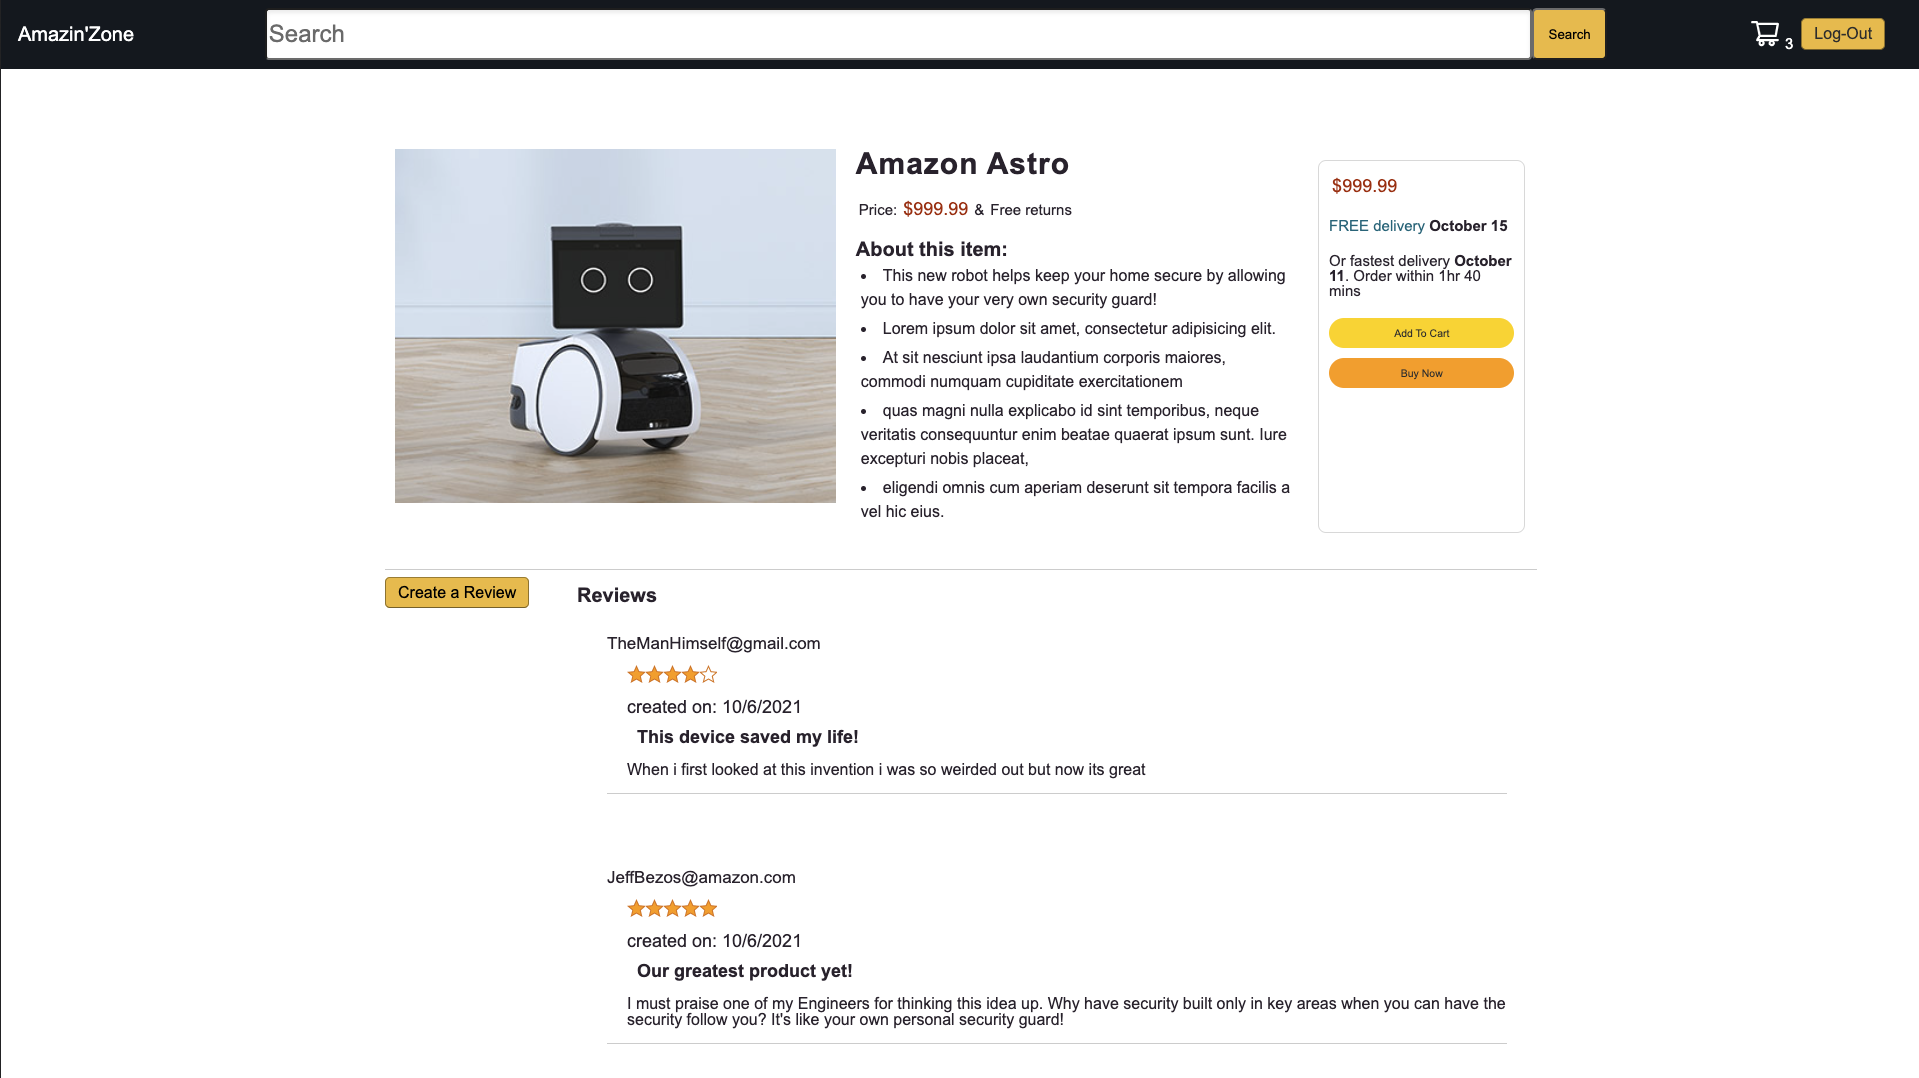 Amazin'Zone
Search
Search
3
Log-Out
Amazon Astro
Price: $999.99 & Free returns
About this item:
• This new robot helps keep your home secure by allowing
you to have your very own security guard!
• Lorem ipsum dolor sit amet, consectetur adipisicing elit.
• At sit nesciunt ipsa laudantium corporis maiores,
commodi numquam cupiditate exercitationem
• quas magni nulla explicabo id sint temporibus, neque
veritatis consequuntur enim beatae quaerat ipsum sunt. Iure
excepturi nobis placeat,
• eligendi omnis cum aperiam deserunt sit tempora facilis a
vel hic eius.
$999.99
FREE delivery October 15
Or fastest delivery October
11. Order within 1hr 40
mins
Add To Cart
Buy Now
Create a Review
Reviews
TheManHimself@gmail.com
created on: 10/6/2021
This device saved my life!
When i first looked at this invention i was so weirded out but now its great
JeffBezos@amazon.com
created on: 10/6/2021
Our greatest product yet!
I must praise one of my Engineers for thinking this idea up. Why have security built only in key areas when you can have the
security follow you? It's like your own personal security guard!